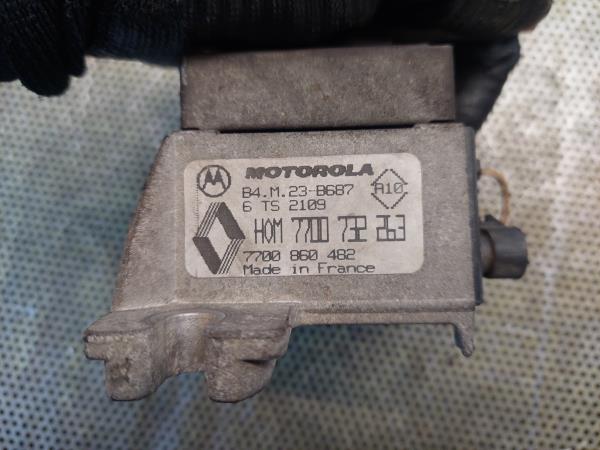 MOTOROLA
B4.M.23-B687
A10
6 TS 2109
HOM 7700 732 263
7700 860 482
Made in France